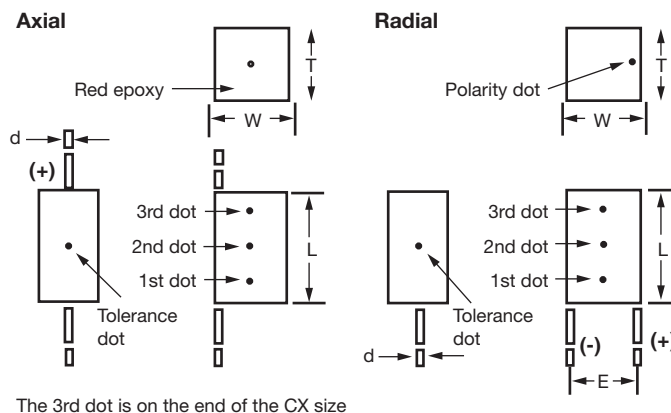 Axial
Radial
T
Red epoxy
W
Polarity dot
T
W
d
(+)
3rd dot
2nd dot
1st dot
L
Tolerance
dot
3rd dot
2nd dot
1st dot
L
Tolerance
dot
d
(-)
(+)
E
The 3rd dot is on the end of the CX size